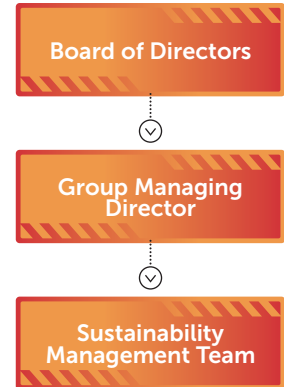 Board of Directors
Group Managing
Director
Sustainability
Management Team